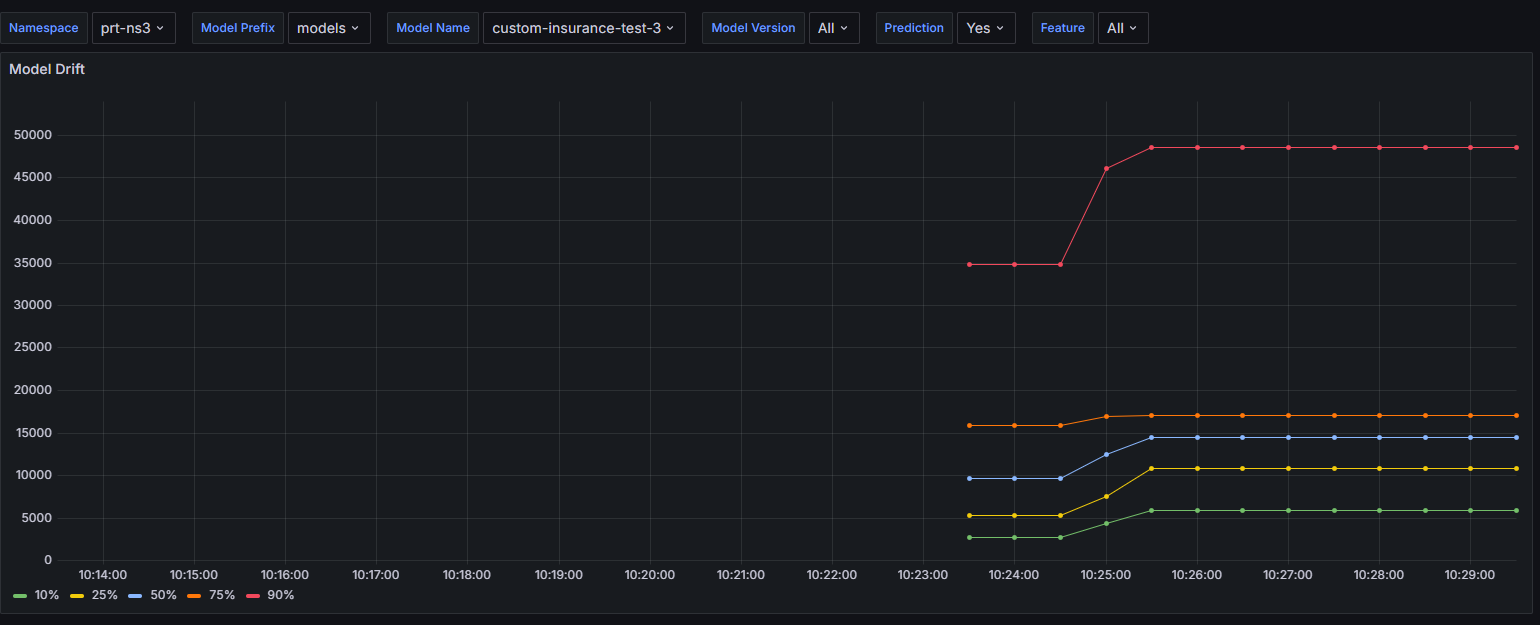 Namespace prt-ns3 Model Prefix models Model Name custom-insurance-test-3 Model Version All Prediction Yes Feature All
Model Drift
50000
45000
40000
35000
30000
25000
20000
15000
10000
5000
0
10:14:00 10:15:00 10:16:00 10:17:00 10:18:00 10:19:00 10:20:00 10:21:00 10:22:00 10:23:00 10:24:00 10:25:00 10:26:00 10:27:00 10:28:00 10:29:00
10% 25% 50% 75% 90%